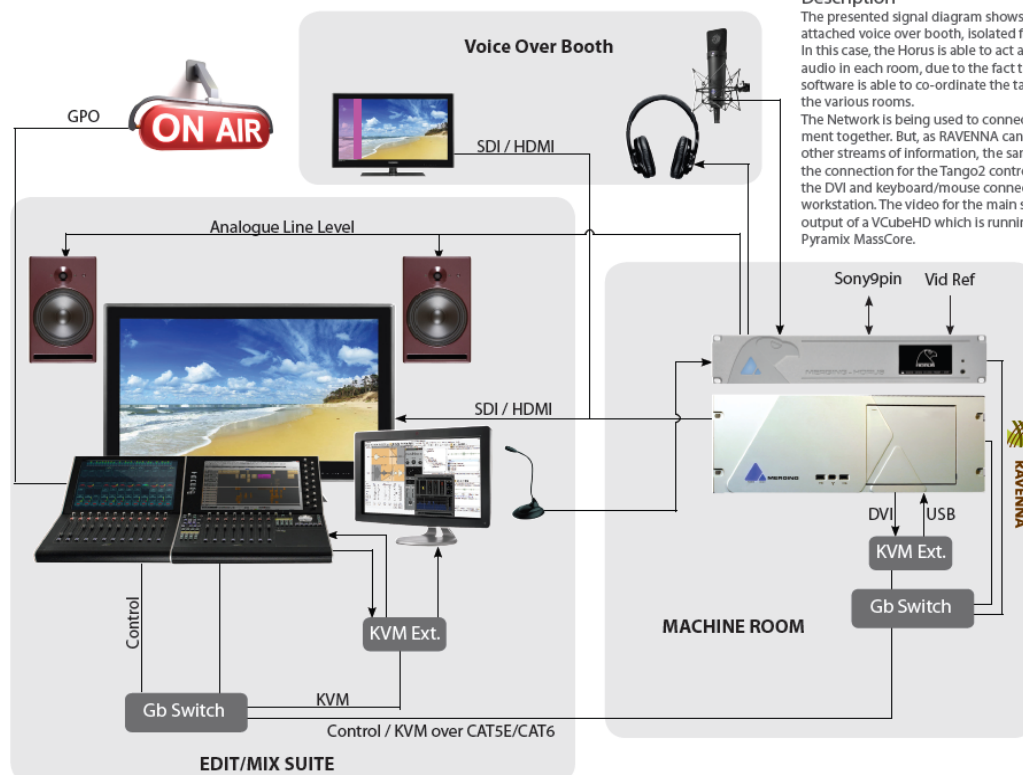 Description
The presented signal diagram shows
attached voice over booth, isolated f
In this case, the Horus is able to act a
audio in each room, due to the fact t
software is able to co-ordinate the ta
the various rooms.
The Network is being used to connec
ment together. But, as RAVENNA can
other streams of information, the sar
the connection for the Tango2 contro
the DVI and keyboard/mouse connec
workstation. The video for the main s
output of a VCubeHD which is runnin
Pyramix MassCore.
Voice Over Booth
GPO
ON AIR
SDI / HDMI
Analogue Line Level
Sony9pin
Vid Ref
MERGING - HORUS
HORUS
SDI / HDMI
MERGING
RAVENNA
DVI
USB
KVM Ext.
Gb Switch
MACHINE ROOM
Control
KVM Ext.
KVM
Gb Switch
Control / KVM over CAT5E/CAT6
EDIT/MIX SUITE